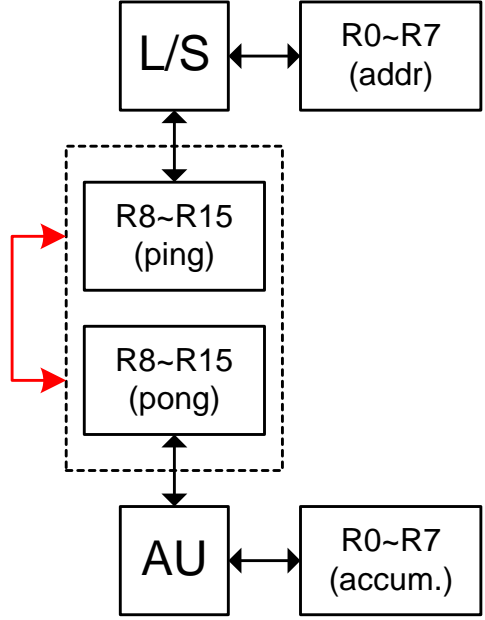 L/S
R0~R7
(addr)
R8~R15
(ping)
R8~R15
(pong)
AU
R0~R7
(accum.)